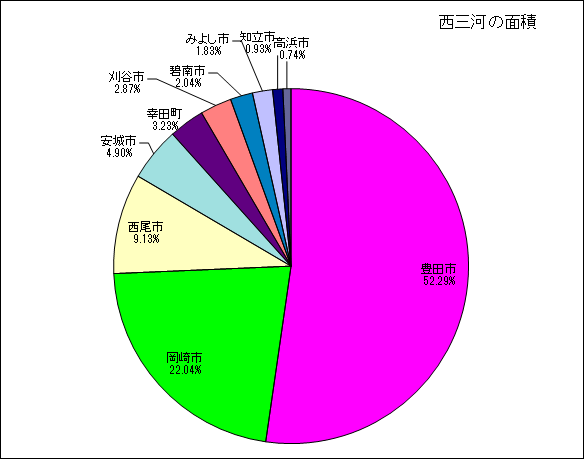 西三河の面積
みよし市
1.83%
知立市
0.93%
高浜市
0.74%
碧南市
2.04%
刈谷市
2.87%
幸田町
3.23%
安城市
4.90%
西尾市
9.13%
豊田市
52.29%
岡崎市
22.04%